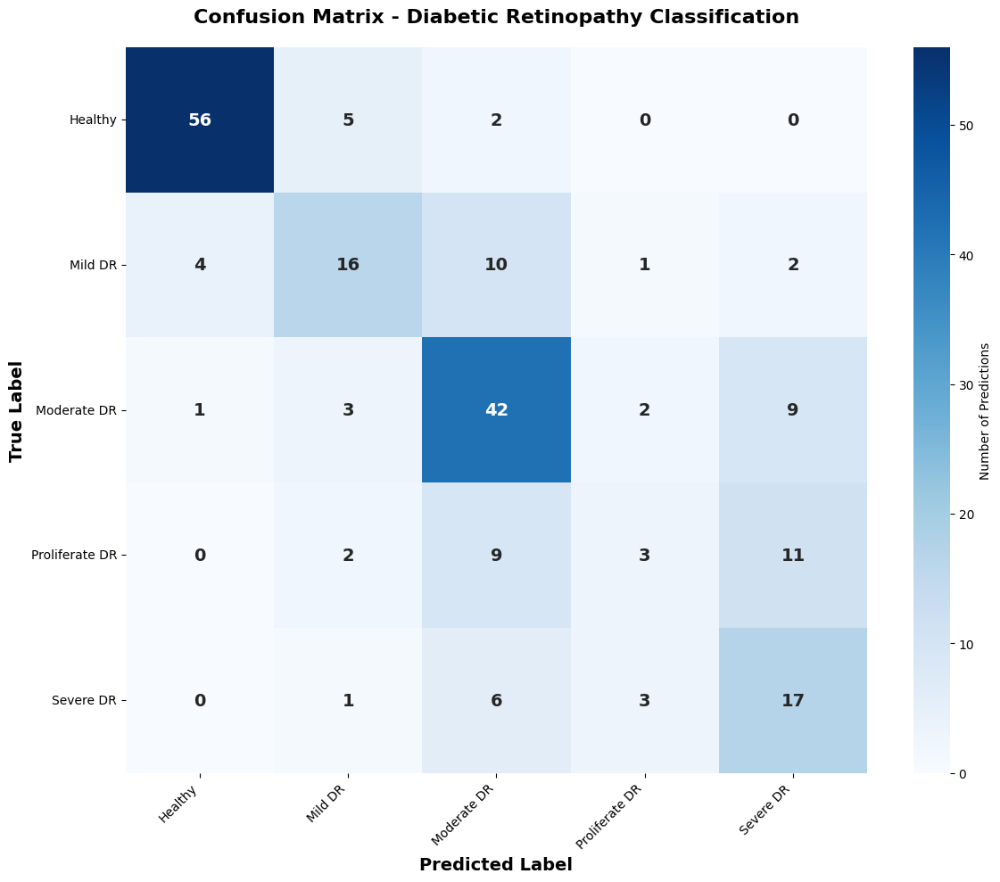 Confusion Matrix - Diabetic Retinopathy Classification
True Label
Healthy 56 5 2 0 0
Mild DR 4 16 10 1 2
Moderate DR 1 3 42 2 9
Proliferate DR 0 2 9 3 11
Severe DR 0 1 6 3 17
Healthy Mild DR Moderate DR Proliferate DR Severe DR
Predicted Label
50
40
30
20
10
0
Number of Predictions